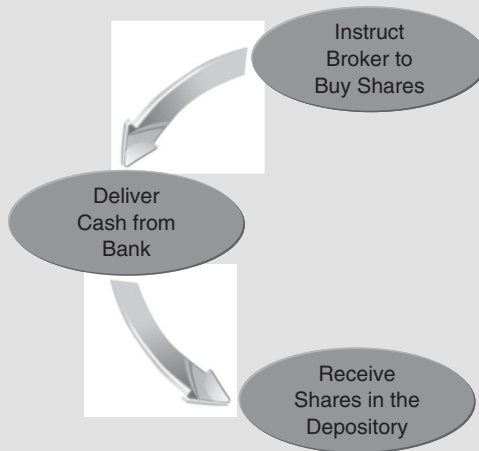 Instruct
Broker to
Buy Shares
Deliver
Cash from
Bank
Receive
Shares in the
Depository